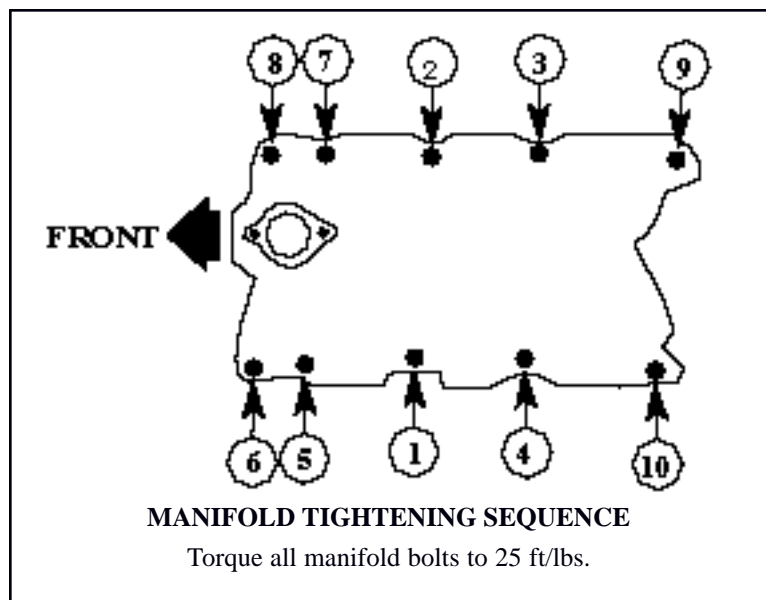 8 7 2 3 9
FRONT
6 5 1 4 10
MANIFOLD TIGHTENING SEQUENCE
Torque all manifold bolts to 25 ft/lbs.